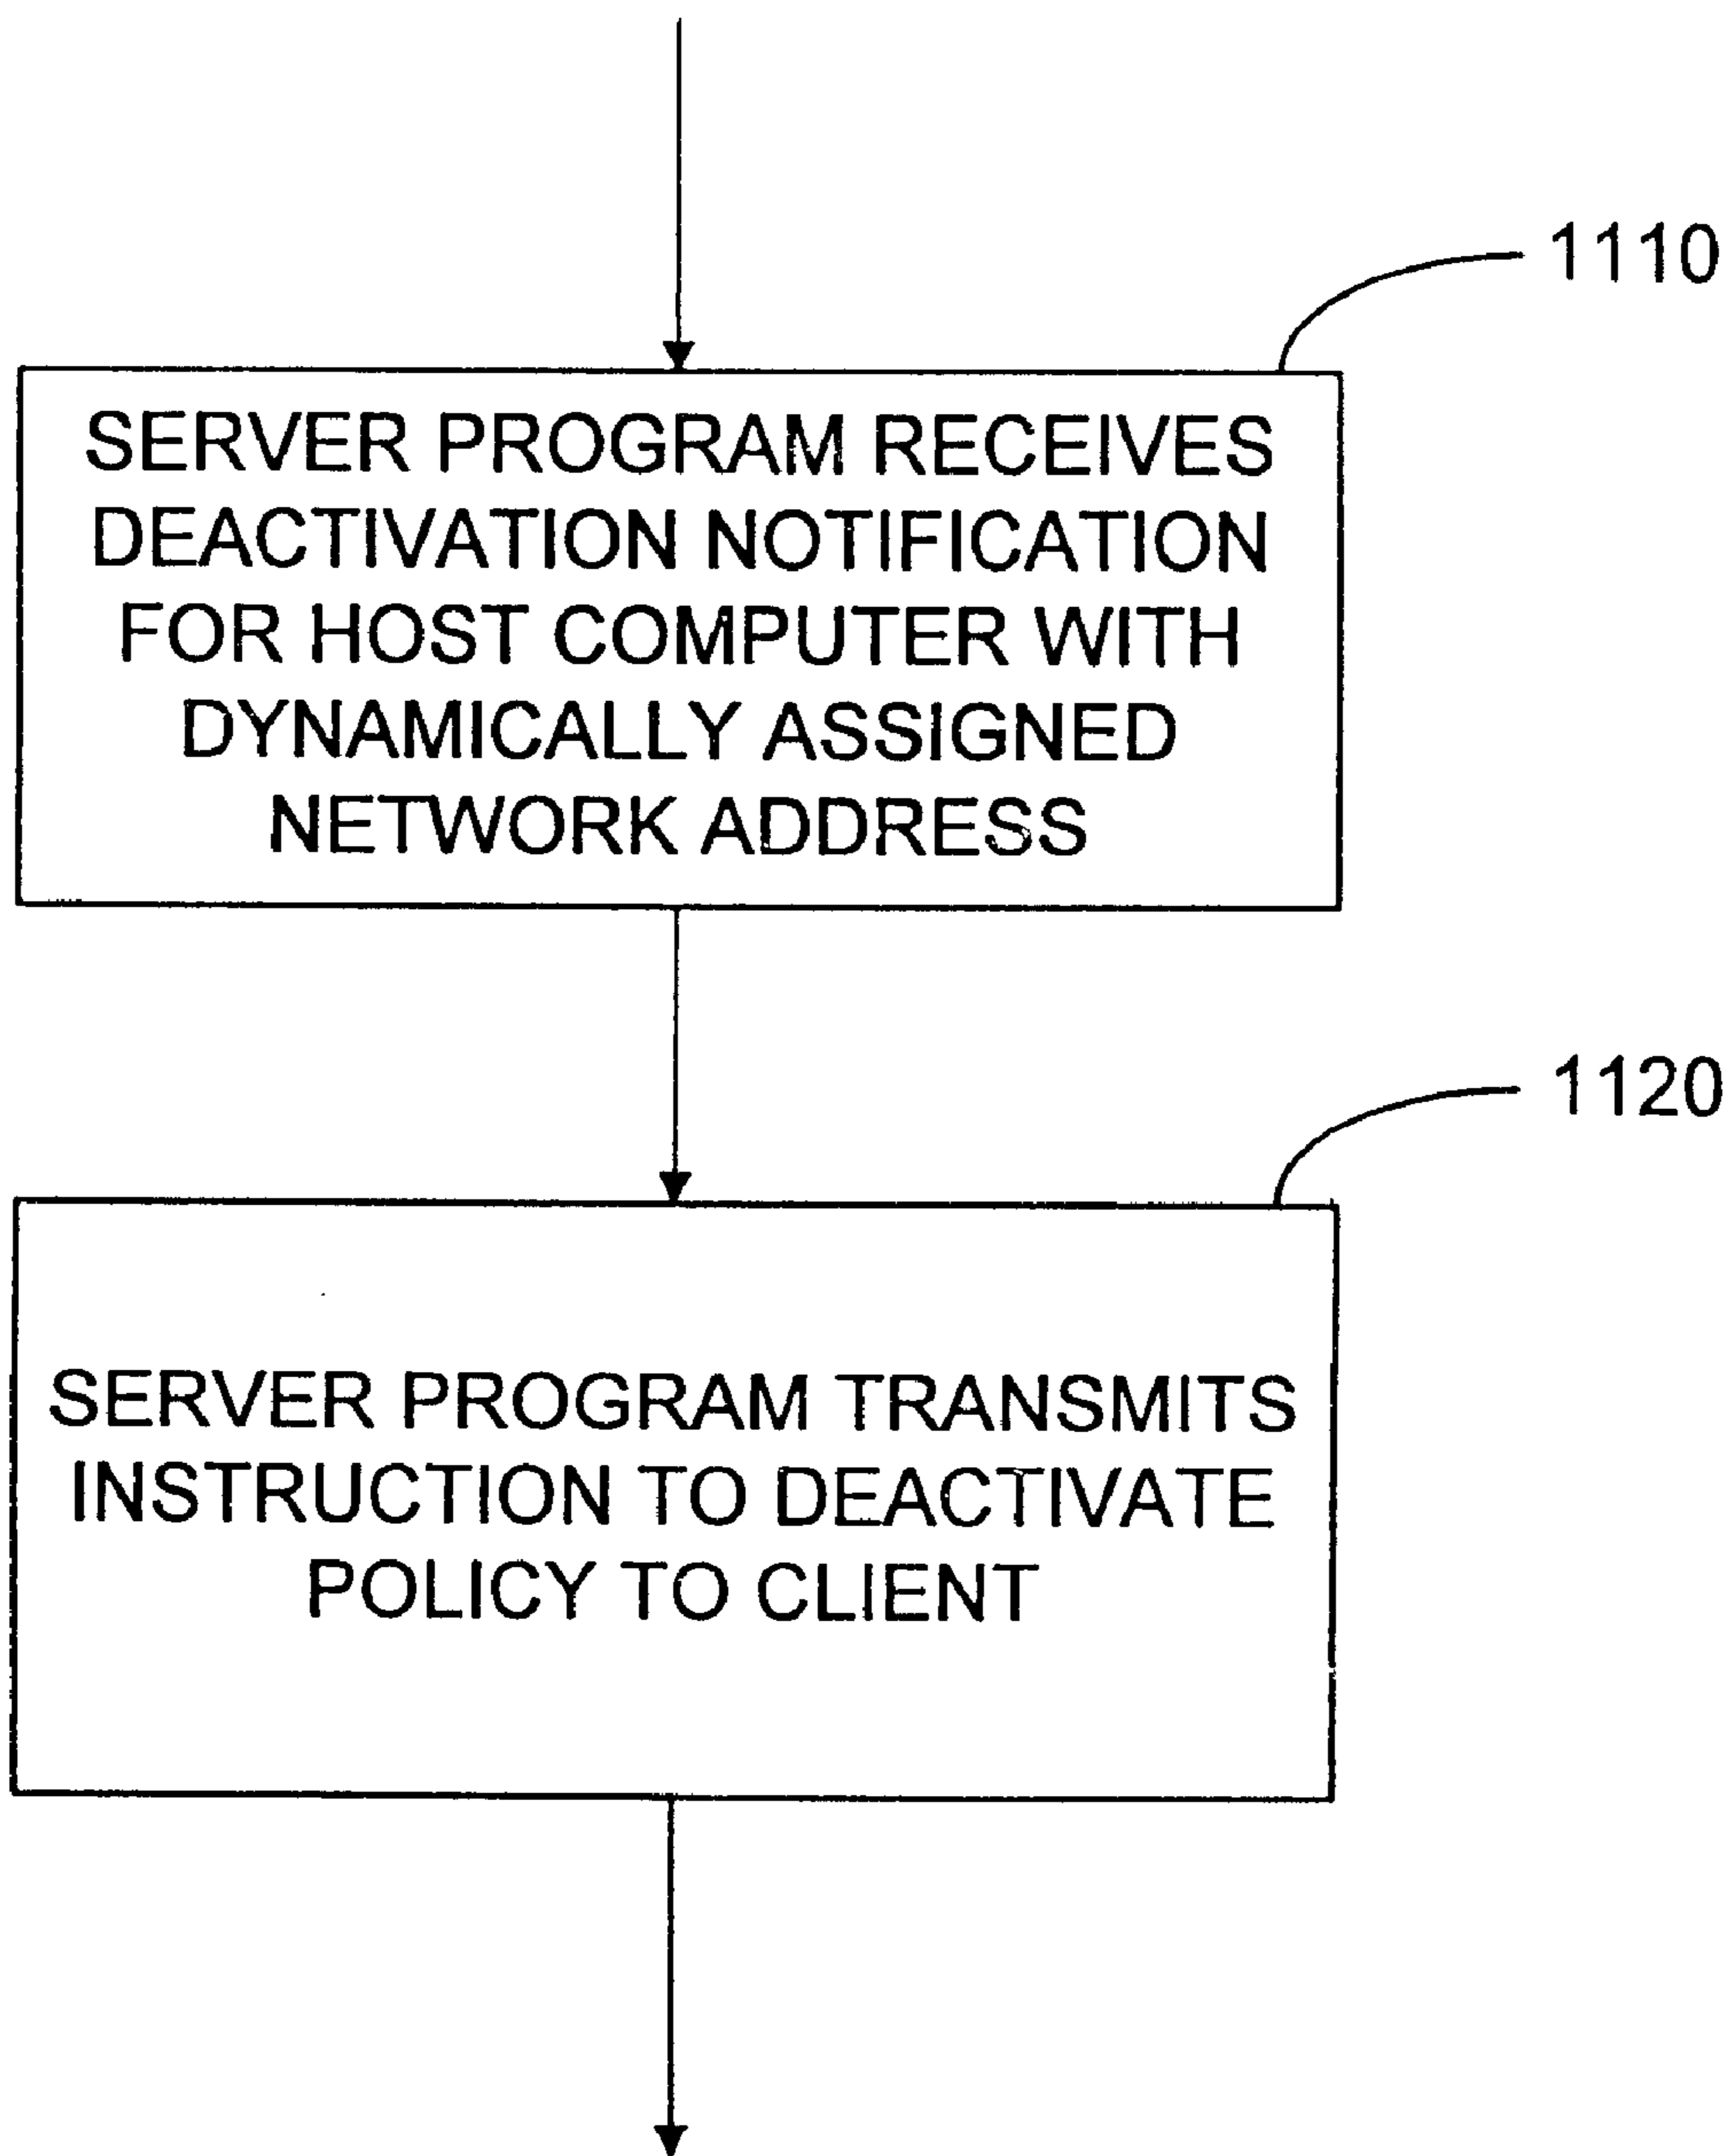 1110
SERVER PROGRAM RECEIVES
DEACTIVATION NOTIFICATION
FOR HOST COMPUTER WITH
DYNAMICALLY ASSIGNED
NETWORK ADDRESS
1120
SERVER PROGRAM TRANSMITS
INSTRUCTION TO DEACTIVATE
POLICY TO CLIENT